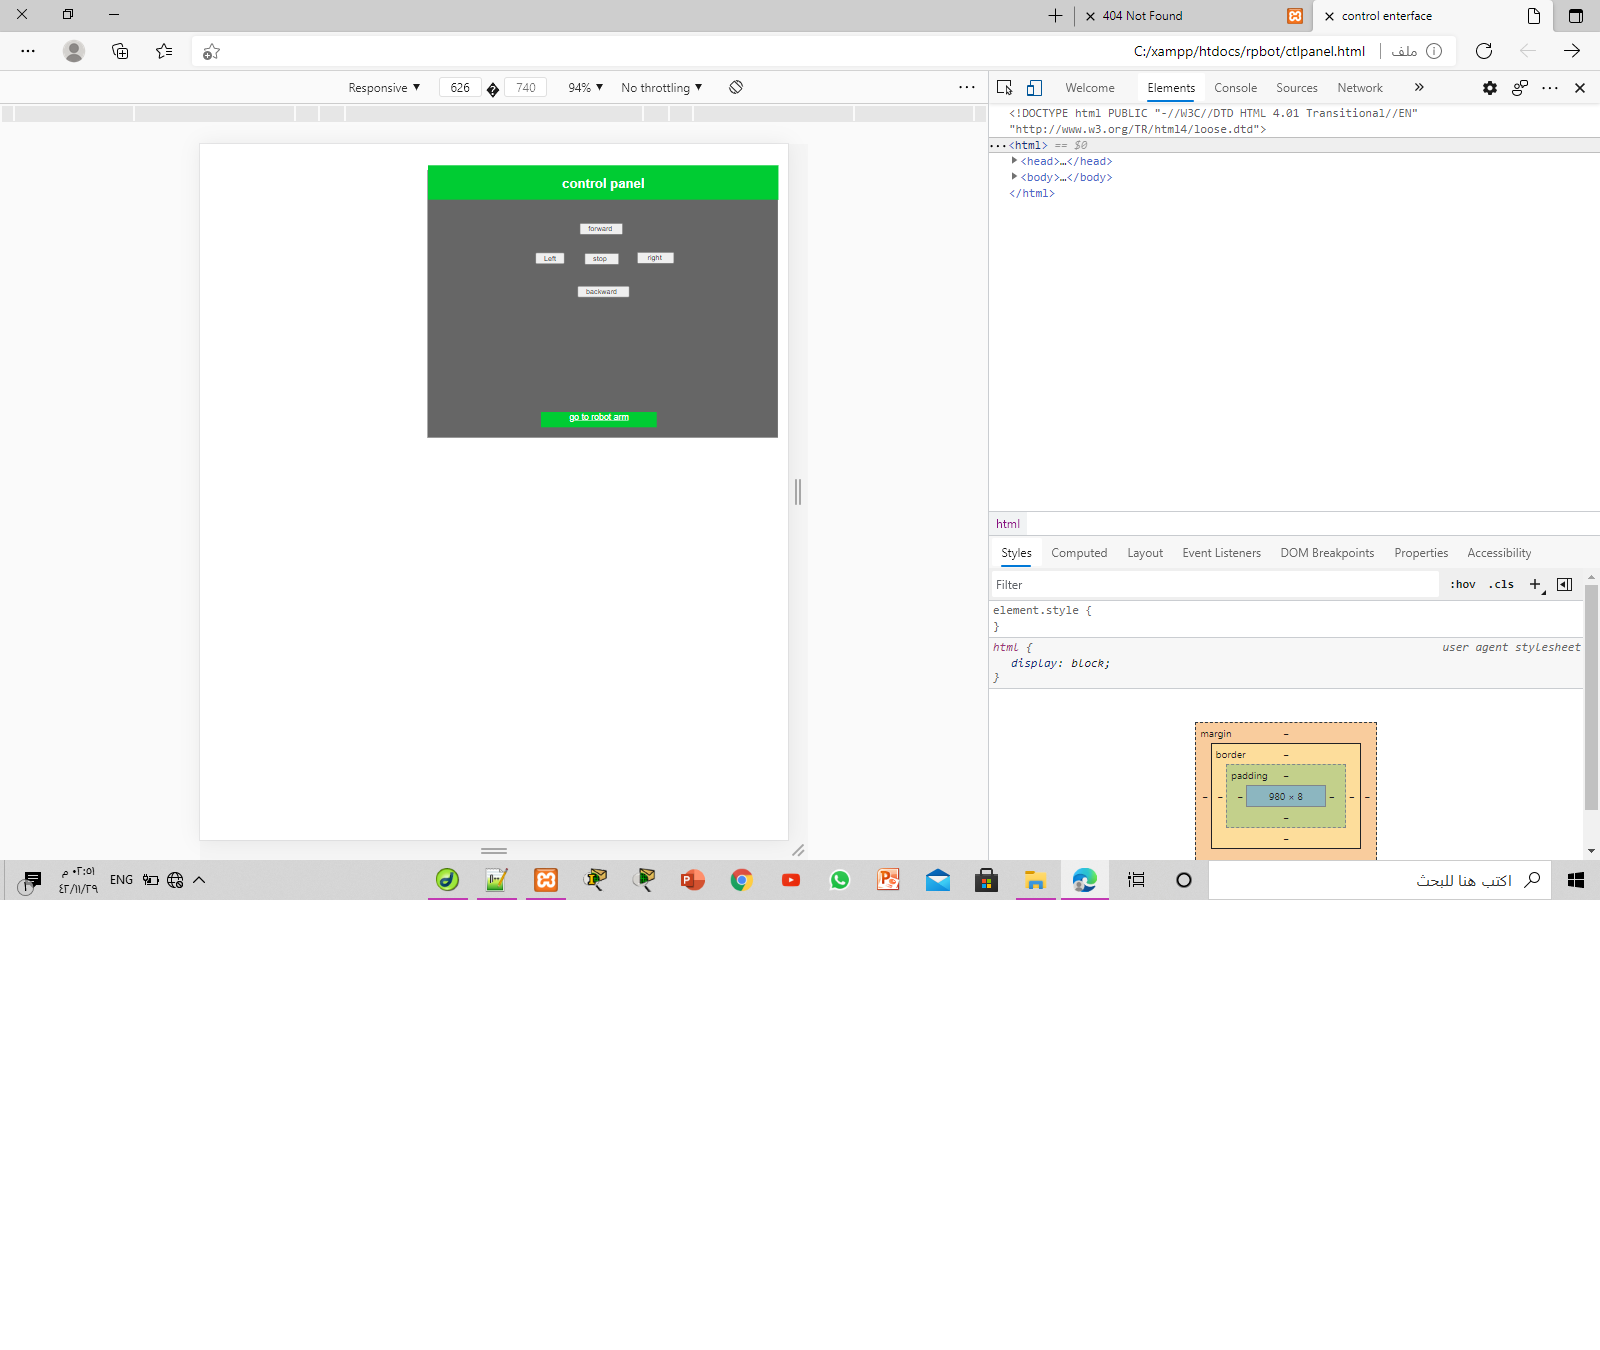 404 Not Found
control enterface
C:/xampp/htdocs/rpbot/ctlpanel.html
ملف
Responsive
626
740
94%
No throttling
Welcome
Elements
Console
Sources
Network
<!DOCTYPE html PUBLIC "-//W3C//DTD HTML 4.01 Transitional//EN"
"http://www.w3.org/TR/html4/loose.dtd">
<html> == $0
<head>…</head>
<body>…</body>
</html>
control panel
forward
Left
stop
right
backward
go to robot arm
html
Styles
Computed
Layout
Event Listeners
DOM Breakpoints
Properties
Accessibility
Filter
:hov
.cls
element.style {
}
html {
user agent stylesheet
display: block;
}
margin
border
padding
980 × 8
٠٢:٥١ م
٤٢/١١/٢٩
ENG
اكتب هنا للبحث